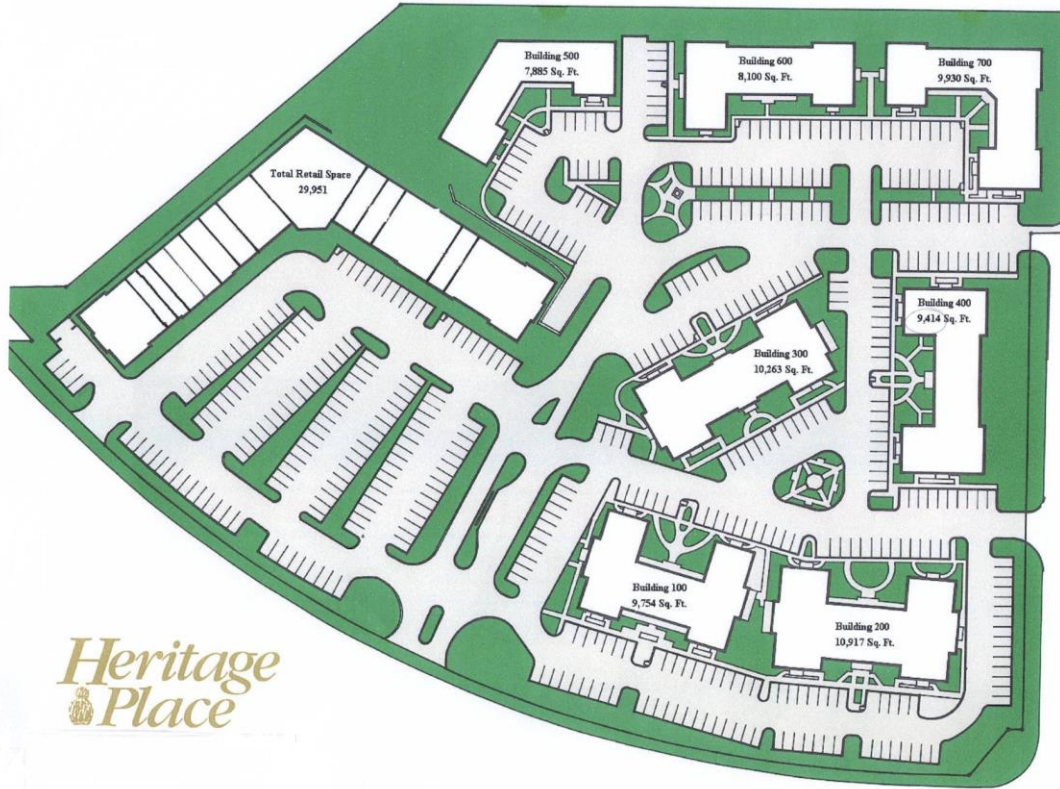 Building 500
7,885 Sq. Ft.
Building 600
8,100 Sq. Ft.
Building 700
9,930 Sq. Ft.
Total Retail Space
29,951
Building 400
9,414 Sq. Ft.
Building 300
10,263 Sq. Ft.
Building 100
9,754 Sq. Ft.
Building 200
10,917 Sq. Ft.
Heritage
Place